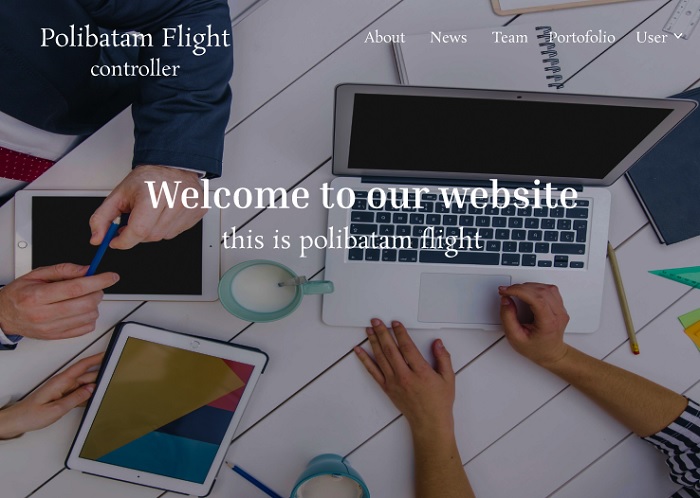 Polibatam Flight
controller
About News Team Portofolio User
Welcome to our website
this is polibatam flight